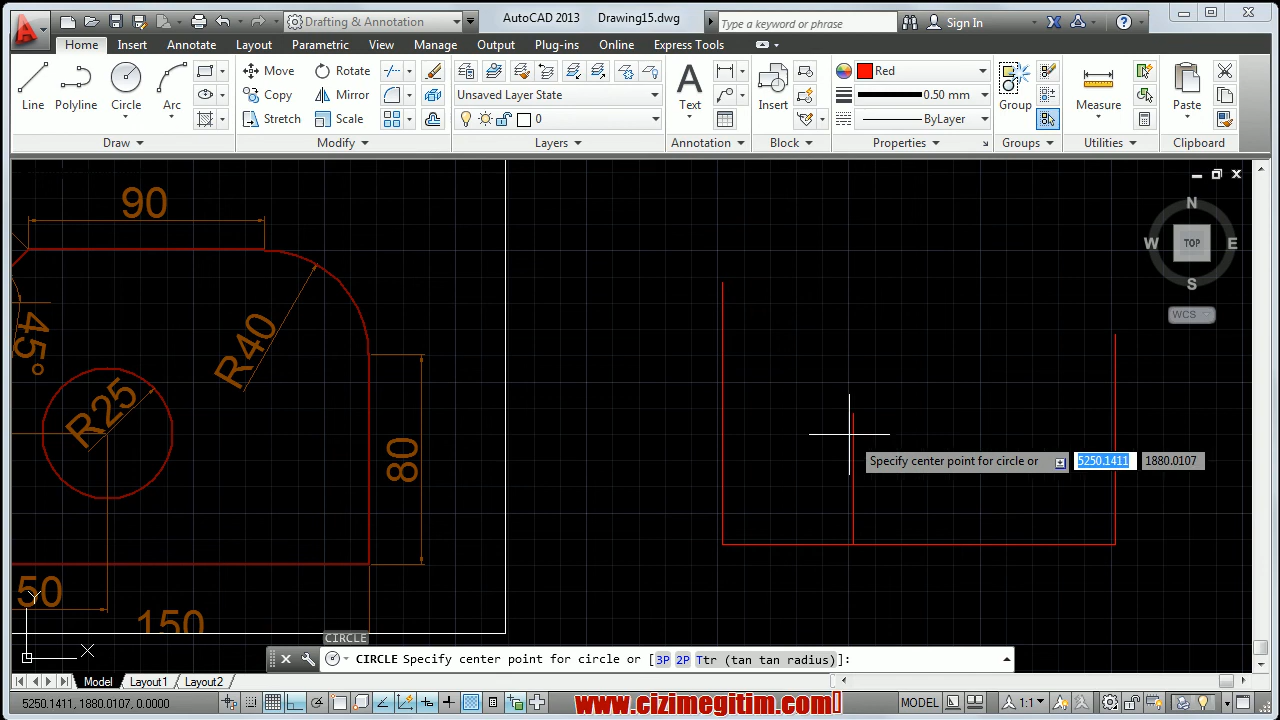 Drafting & Annotation
AutoCAD 2013 Drawing15.dwg
Type a keyword or phrase
Sign In
Home Insert Annotate Layout Parametric View Manage Output Plug-ins Online Express Tools
Line Polyline Circle Arc
Move Rotate
Copy Mirror
Stretch Scale
Unsaved Layer State
0
Text
Insert
Red
0.50 mm
ByLayer
Group
Measure
Paste
Draw Modify Layers Annotation Block Properties Groups Utilities Clipboard
90
R40
45°
R25
80
50
150
N
W TOP E
S
WCS
Specify center point for circle or 5250.1411 1880.0107
Y
X
CIRCLE
CIRCLE Specify center point for circle or [3P 2P Ttr (tan tan radius)]:
Model Layout1 Layout2
5250.1411, 1880.0107, 0.0000
MODEL
1:1
www.cizimegitim.com